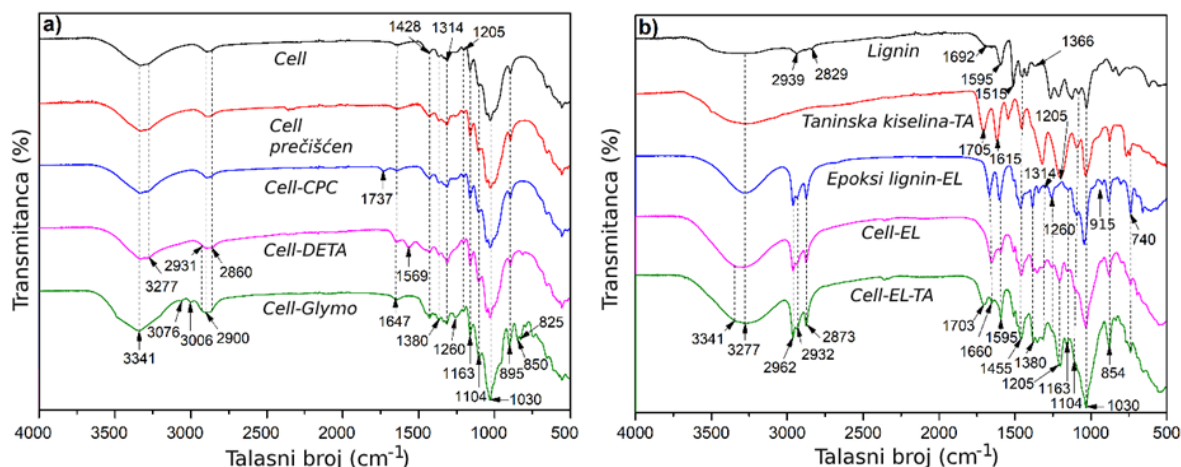 a)
1428
1314
1205
Cell
Cell
prečišćen
Cell-CPC
1737
Cell-DETA
2931
2860
3277
1569
Cell-Glymo
3076
3006
2900
3341
1647
1380
1260
1163
1104
1030
895
850
825
Transmitanca (%)
4000 3500 3000 2500 2000 1500 1000 500
Talasni broj (cm-1)
b)
Lignin
2939
2829
1692
1595
1515
1366
1205
Taninska kiselina-TA
1705
1615
1314
Epoksi lignin-EL
1260
915
740
Cell-EL
Cell-EL-TA
3341
3277
2962
2932
2873
1703
1660
1595
1455
1380
1205
1163
1104
1030
854
Transmitanca (%)
4000 3500 3000 2500 2000 1500 1000 500
Talasni broj (cm-1)